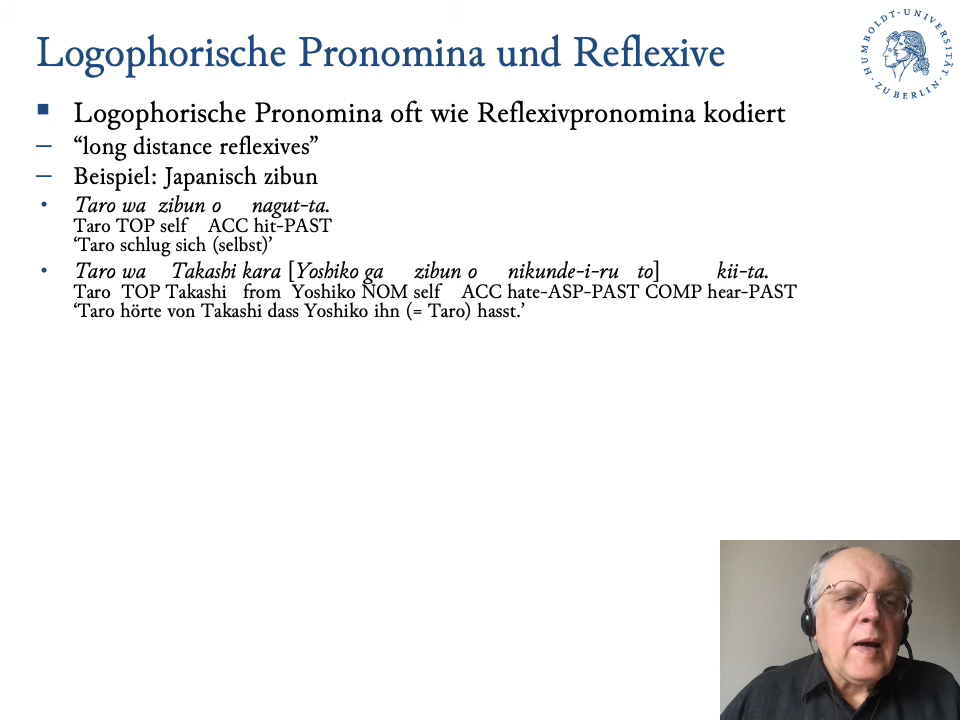 Logophorische Pronomina und Reflexive
HUMBOLDT-UNIVERSITÄT ZU BERLIN
Logophorische Pronomina oft wie Reflexivpronomina kodiert
“long distance reflexives”
Beispiel: Japanisch zibun
Taro wa zibun o nagut-ta.
Taro TOP self ACC hit-PAST
‘Taro schlug sich (selbst)’
Taro wa Takashi kara [Yoshiko ga zibun o nikunde-i-ru to] kii-ta.
Taro TOP Takashi from Yoshiko NOM self ACC hate-ASP-PAST COMP hear-PAST
‘Taro hörte von Takashi dass Yoshiko ihn (= Taro) hasst.’